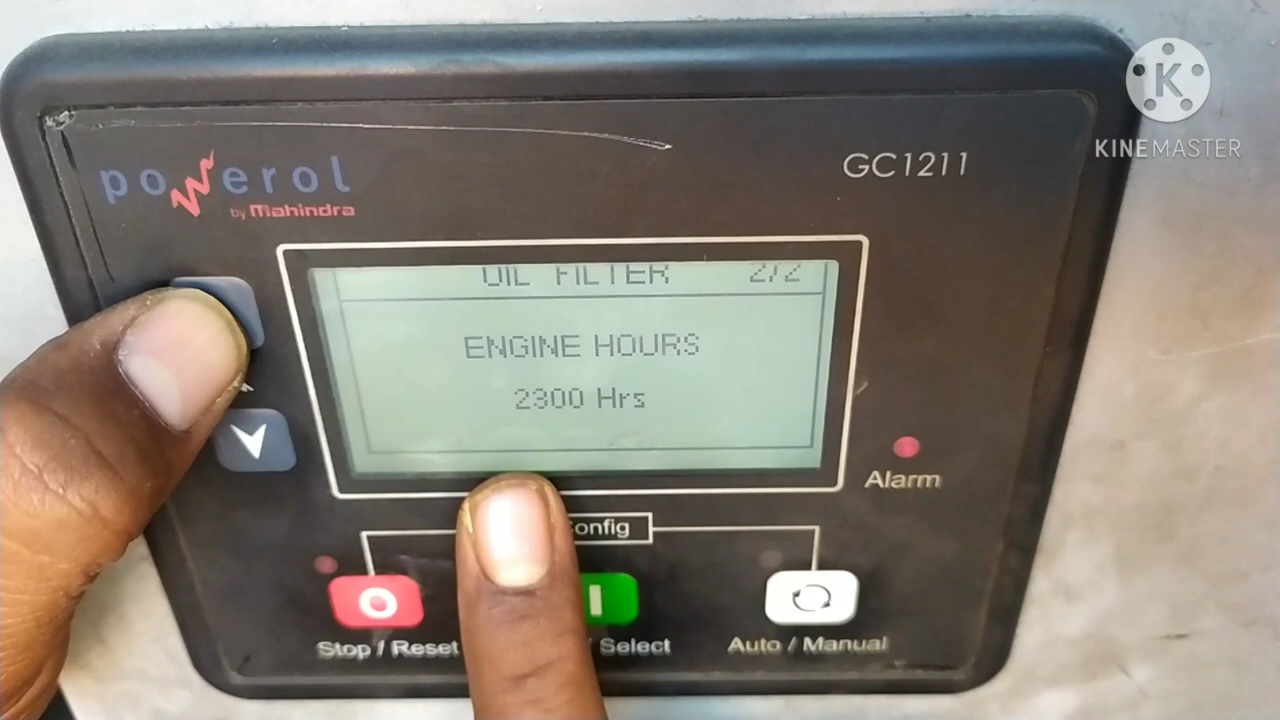 powerol
by Mahindra
GC1211
KINEMASTER
OIL FILTER 2/2
ENGINE HOURS
2300 Hrs
Alarm
Stop / Reset
/ Select
Auto / Manual